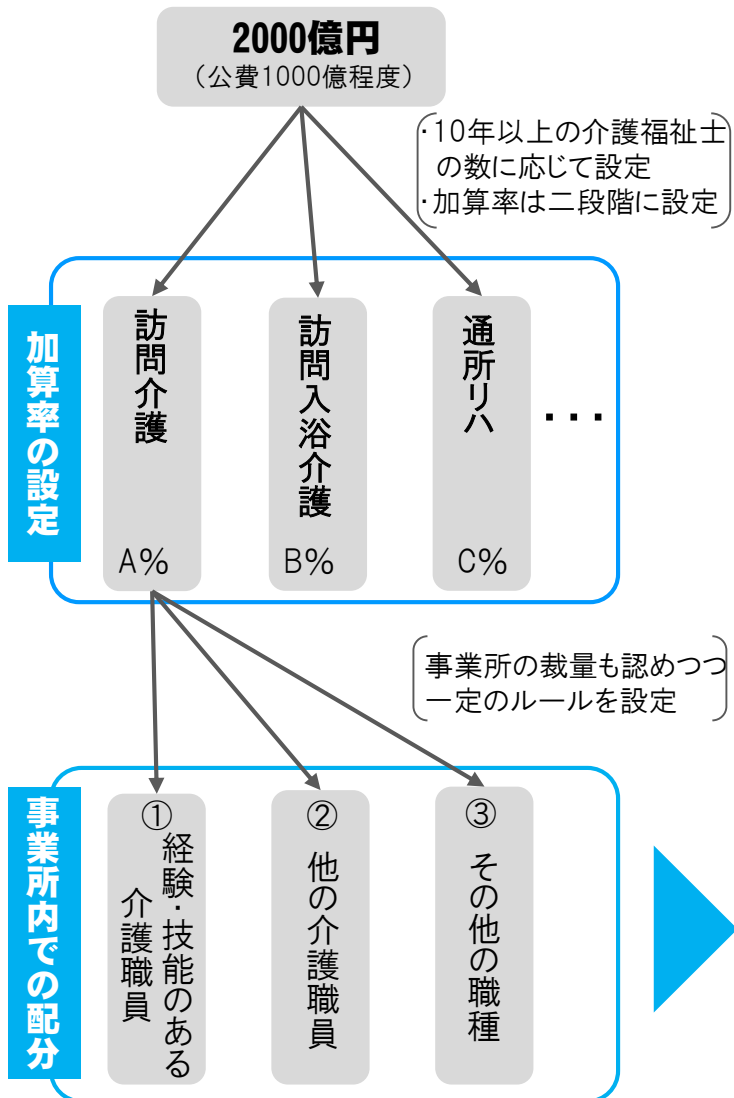 2000億円
（公費1000億程度）
・10年以上の介護福祉士
の数に応じて設定
・加算率は二段階に設定
加算率の設定
訪問介護
A%
訪問入浴介護
B%
通所リハ
C%
・・・
事業所の裁量も認めつつ
一定のルールを設定
事業所内での配分
①
経験・技能のある
介護職員
②
他の介護職員
③
その他の職種